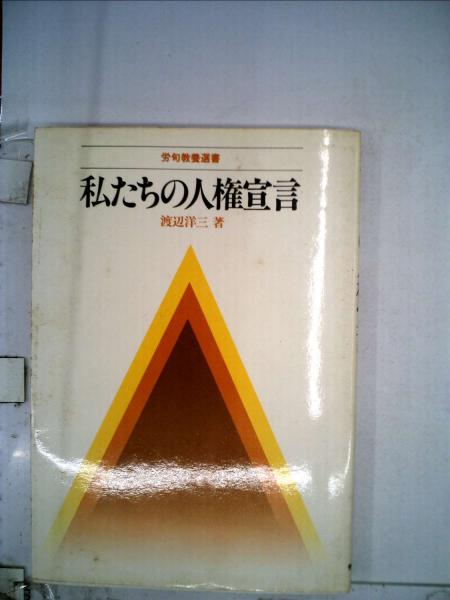 労旬教養選書
私たちの人権宣言
渡辺洋三 著